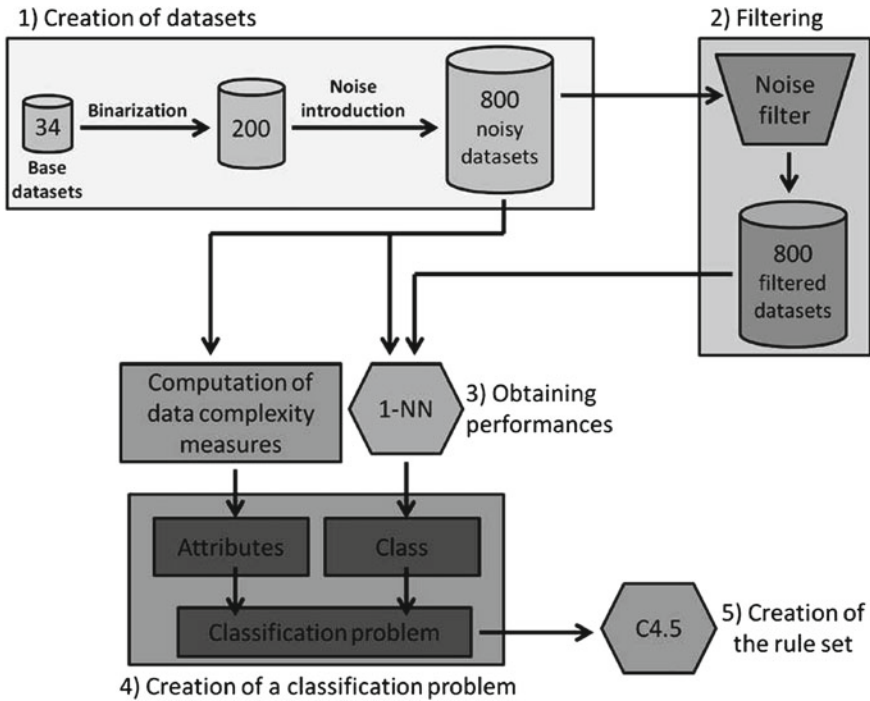 1) Creation of datasets
2) Filtering
34
Base
datasets
Binarization
200
Noise
introduction
800
noisy
datasets
Noise
filter
800
filtered
datasets
Computation of
data complexity
measures
1-NN
3) Obtaining
performances
Attributes
Class
Classification problem
4) Creation of a classification problem
C4.5
5) Creation of
the rule set